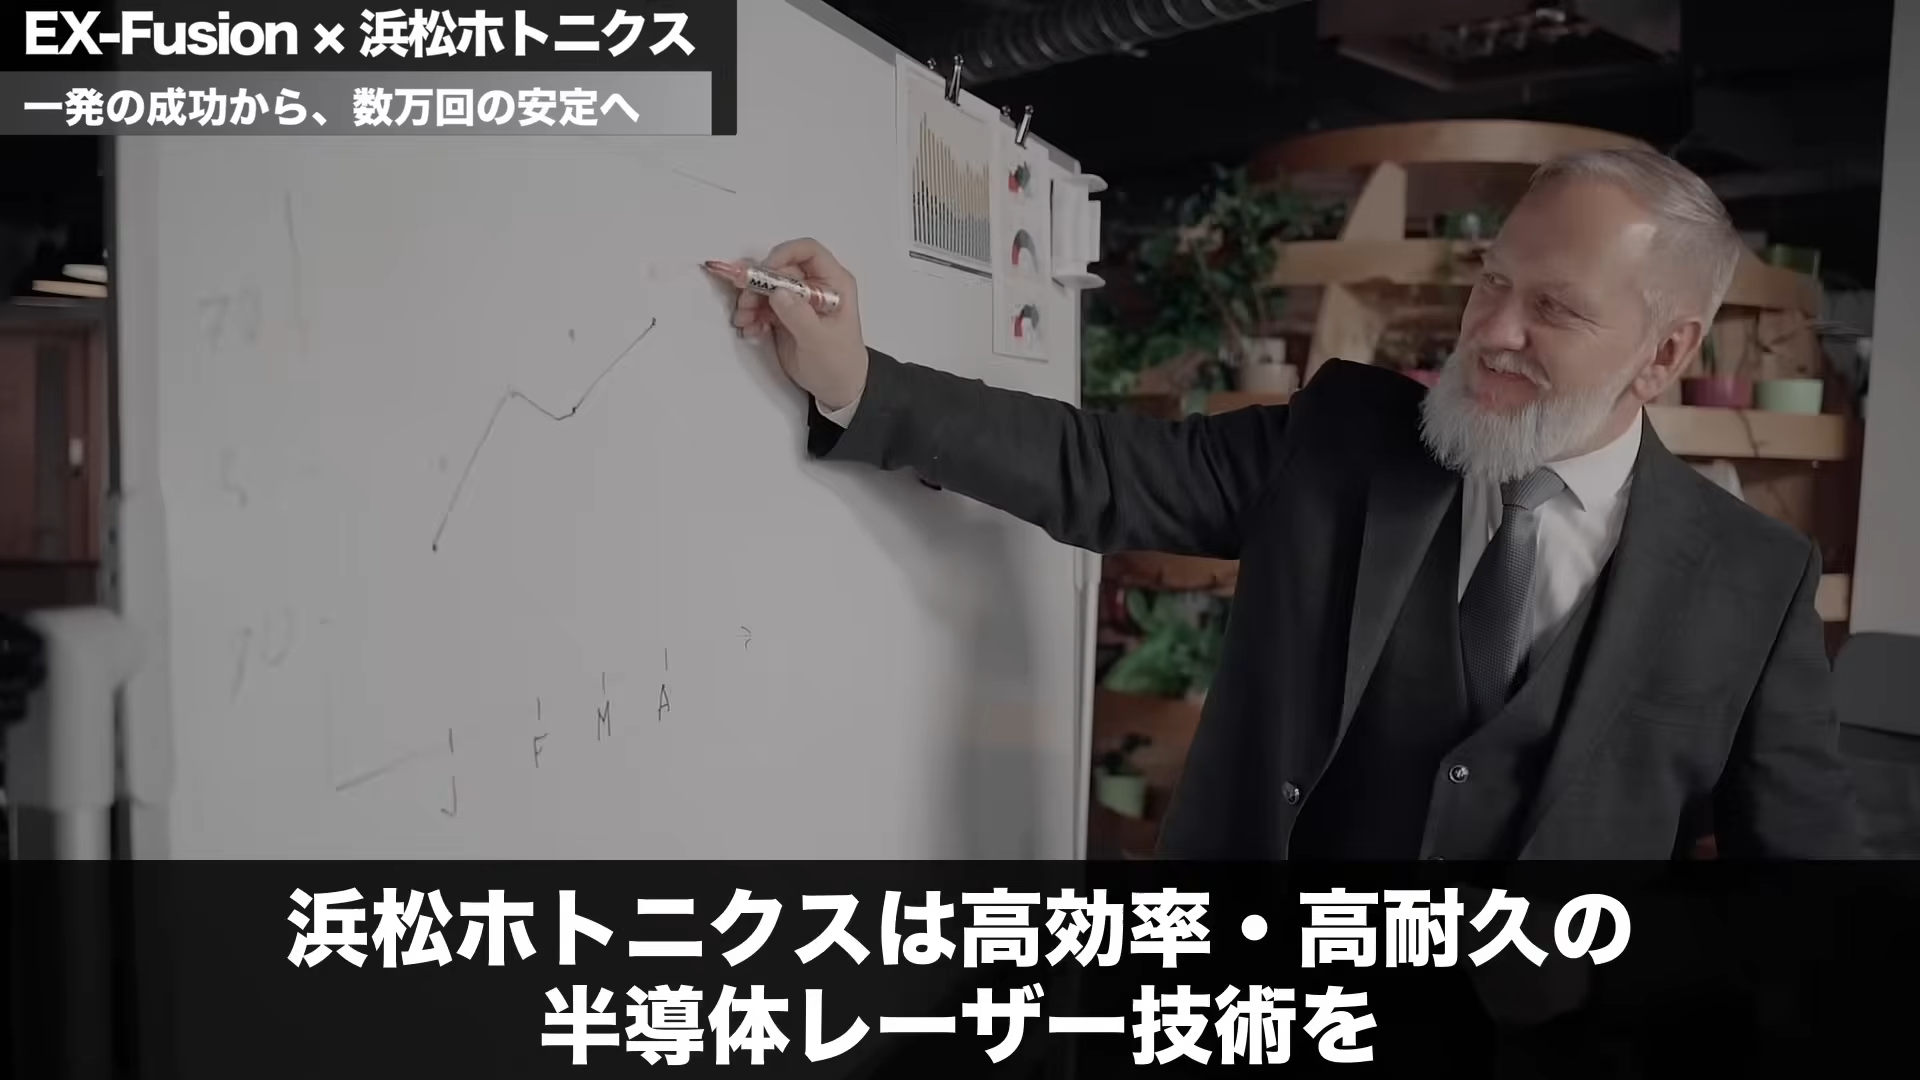 EX-Fusion × 浜松ホトニクス
一発の成功から、数万回の安定へ
J F M A
浜松ホトニクスは高効率・高耐久の
半導体レーザー技術を